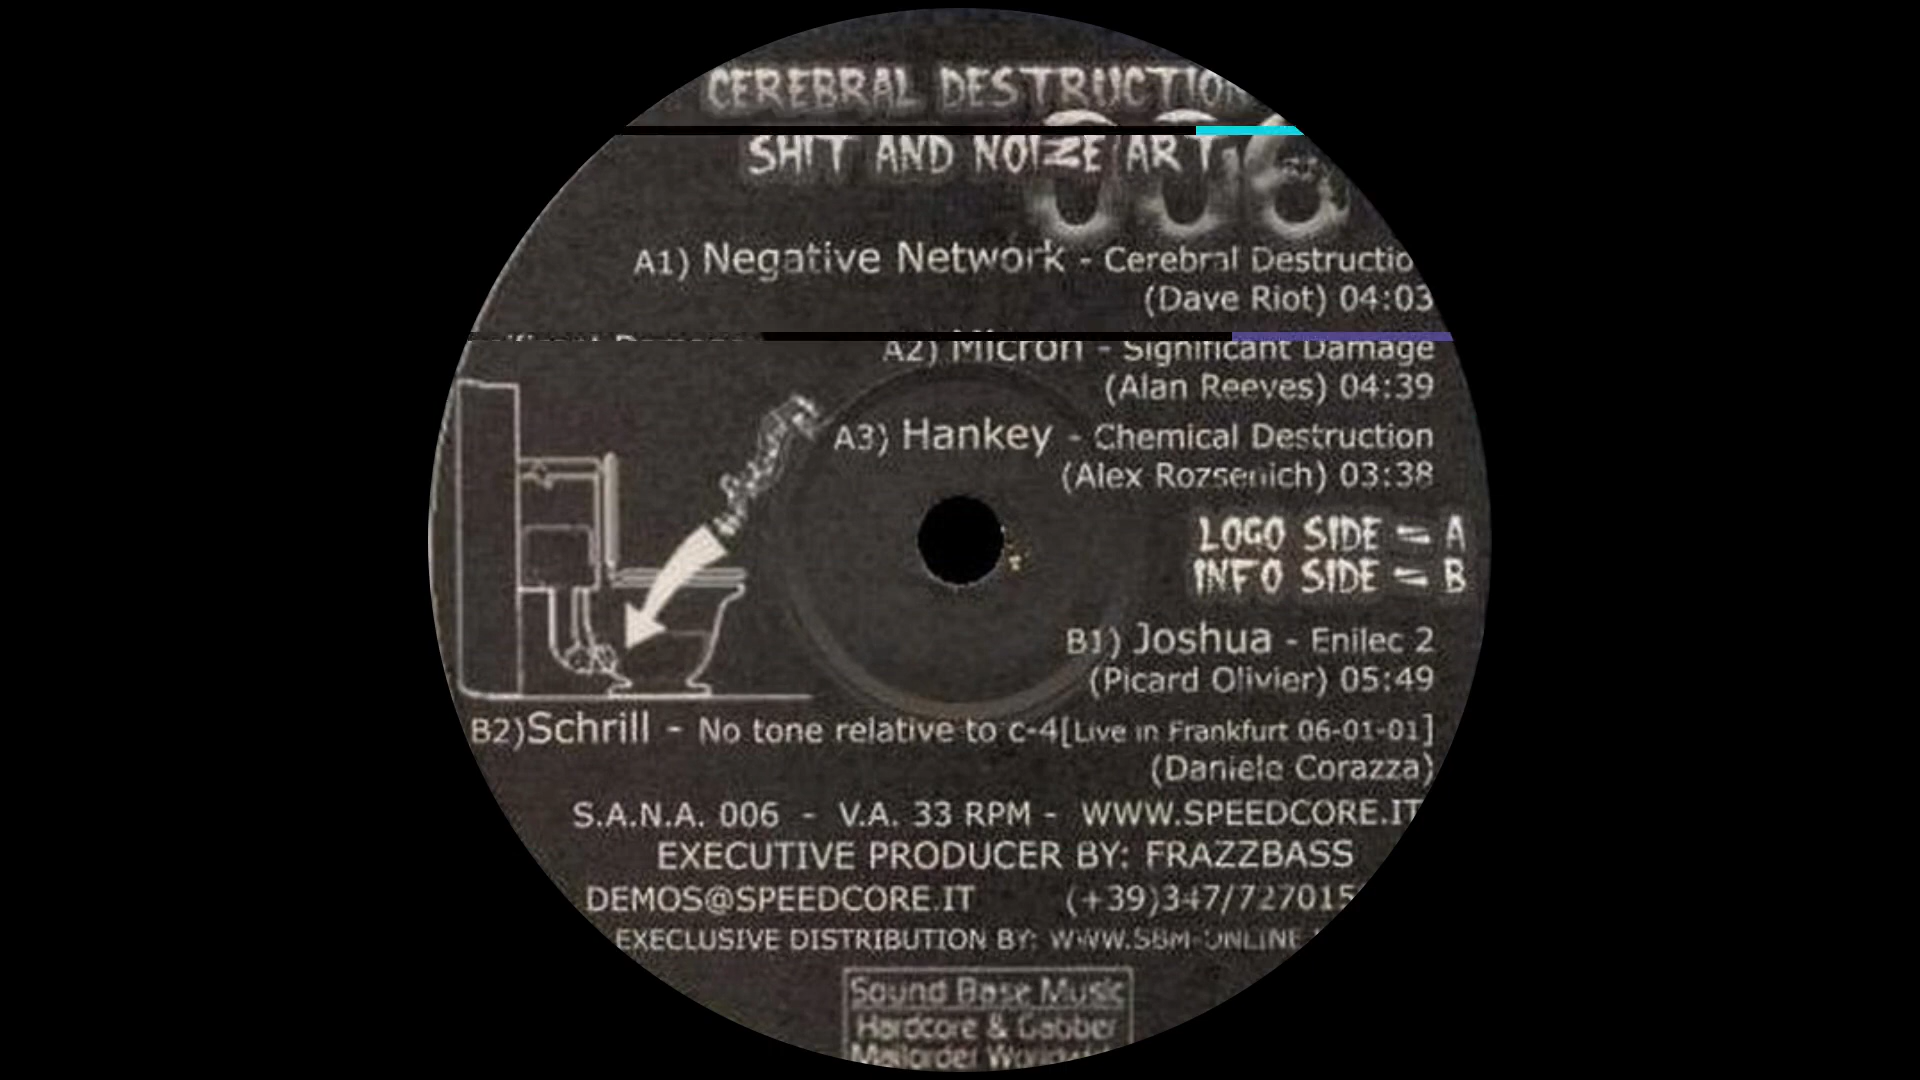 CEREBRAL DESTRUCTION
006
SHIT AND NOIZE ART
A1) Negative Network - Cerebral Destructio
(Dave Riot) 04:03
A2) Micron - Significant Damage
(Alan Reeves) 04:39
A3) Hankey - Chemical Destruction
(Alex Rozsenich) 03:38
LOGO SIDE = A
INFO SIDE = B
B1) Joshua - Enilec 2
(Picard Olivier) 05:49
B2)Schrill - No tone relative to c-4[Live in Frankfurt 06-01-01]
(Daniele Corazza)
S.A.N.A. 006 - V.A. 33 RPM - WWW.SPEEDCORE.IT
EXECUTIVE PRODUCER BY: FRAZZBASS
DEMOS@SPEEDCORE.IT (+39)347/727015
EXECLUSIVE DISTRIBUTION BY: WWW.SBM-ONLINE
Sound Base Music
Hardcore & Gabber
Mailorder